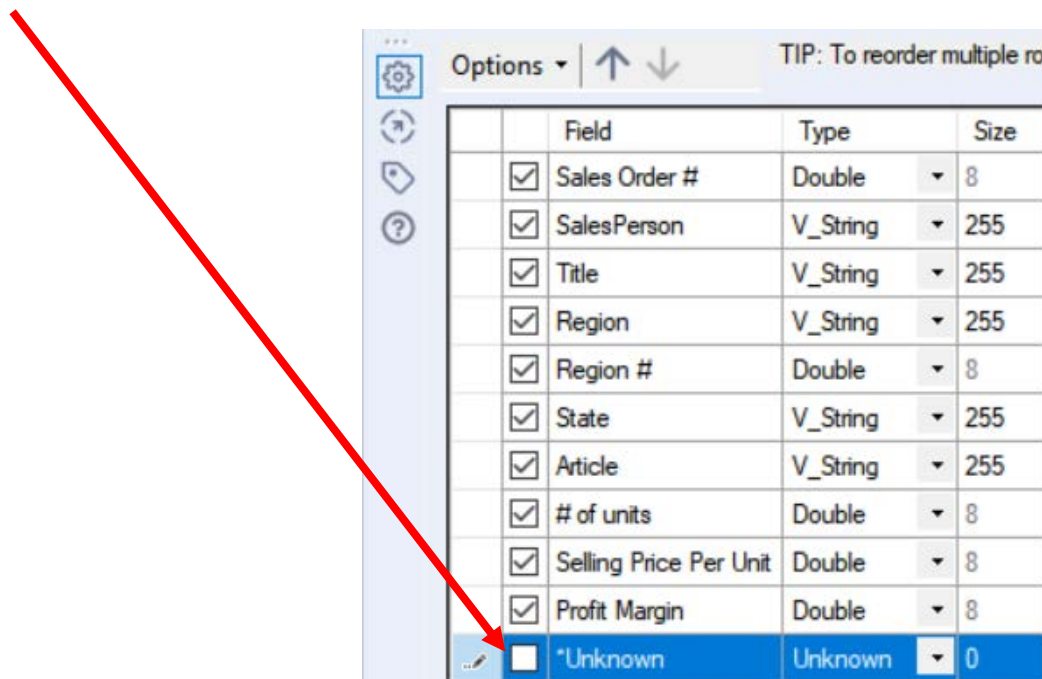 Options TIP: To reorder multiple ro
Field Type Size
Sales Order # Double 8
SalesPerson V_String 255
Title V_String 255
Region V_String 255
Region # Double 8
State V_String 255
Article V_String 255
# of units Double 8
Selling Price Per Unit Double 8
Profit Margin Double 8
*Unknown Unknown 0